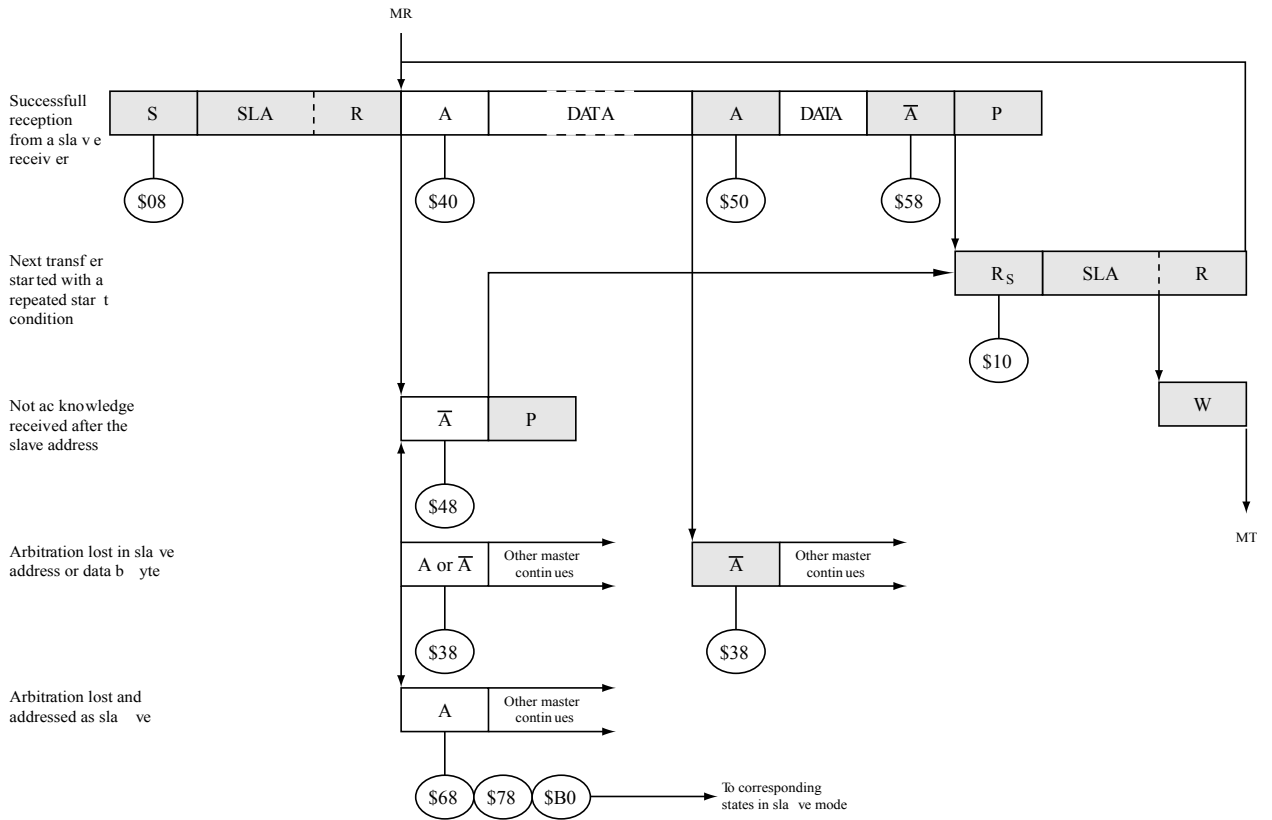 MR
Successfull
reception
from a sla v e
receiv er
S SLA R A DATA A DATA A̅ P
$08 $40 $50 $58
Next transf er
star ted with a
repeated star t
condition
RS SLA R
$10
Not ac knowledge
received after the
slave address
A̅ P
W
$48
MT
Arbitration lost in sla ve
address or data b yte
A or A̅
Other master
contin ues
A̅
Other master
contin ues
$38 $38
Arbitration lost and
addressed as sla ve
A
Other master
contin ues
$68 $78 $B0
To corresponding
states in sla ve mode